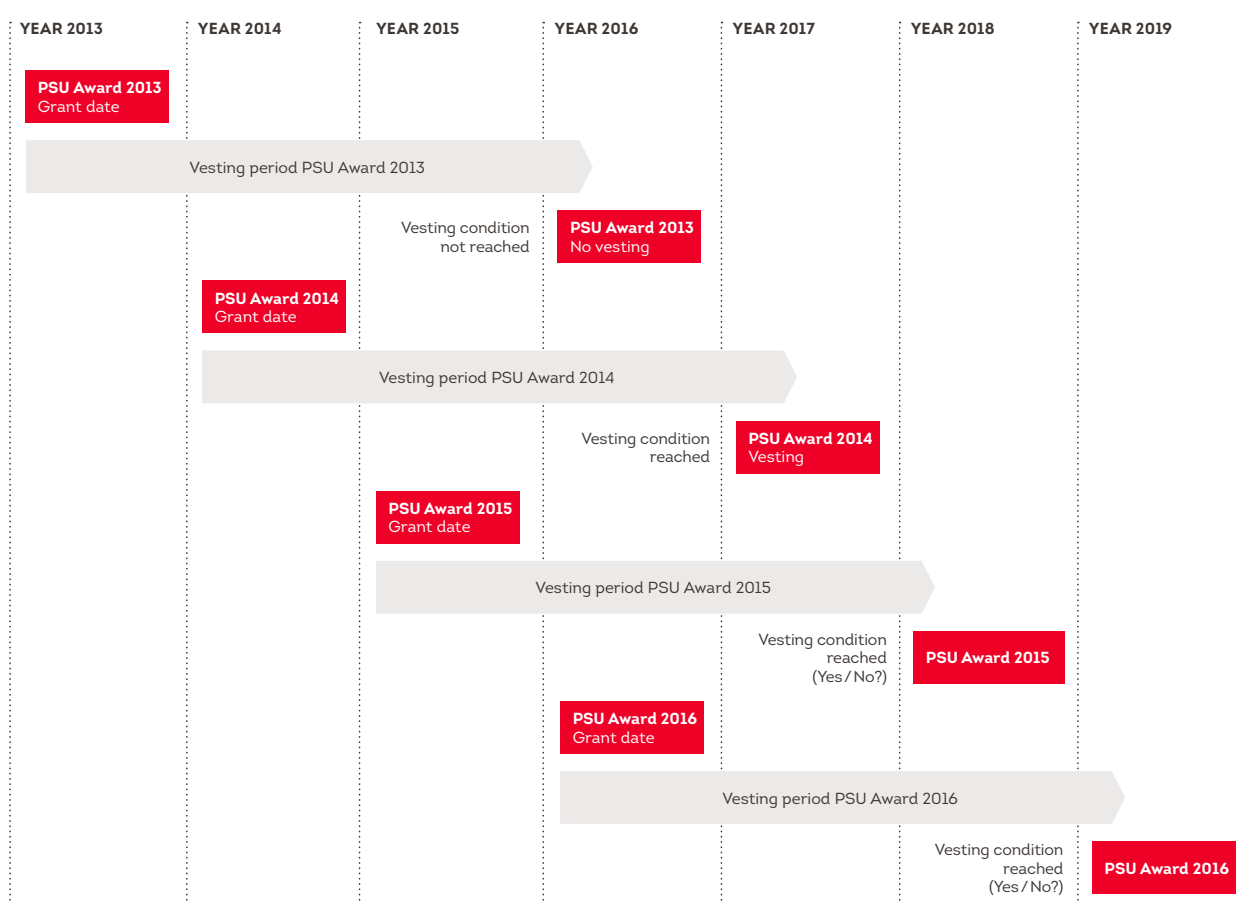 YEAR 2013
YEAR 2014
YEAR 2015
YEAR 2016
YEAR 2017
YEAR 2018
YEAR 2019
PSU Award 2013
Grant date
Vesting period PSU Award 2013
Vesting condition
not reached
PSU Award 2013
No vesting
PSU Award 2014
Grant date
Vesting period PSU Award 2014
Vesting condition
reached
PSU Award 2014
Vesting
PSU Award 2015
Grant date
Vesting period PSU Award 2015
Vesting condition
reached
(Yes / No?)
PSU Award 2015
PSU Award 2016
Grant date
Vesting period PSU Award 2016
Vesting condition
reached
(Yes / No?)
PSU Award 2016